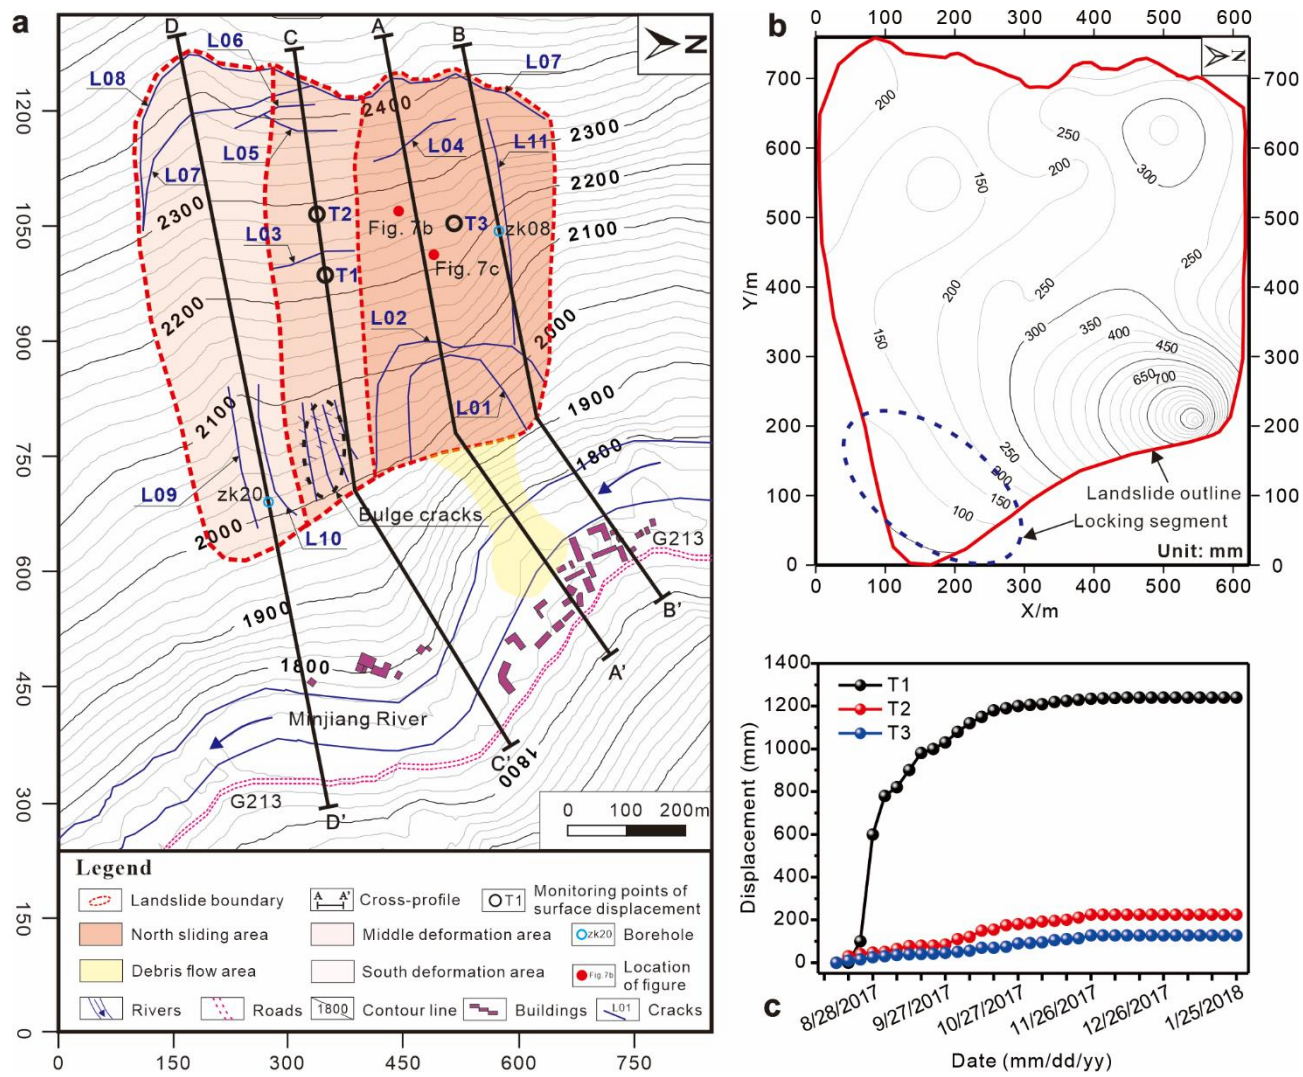 a
D
C
A
B
N
L06
L08
L07
2400
2300
L05
L04
L11
L07
2200
2300
T2
T3
2100
Fig. 7b
zk08
L03
T1
Fig. 7c
2200
L02
2000
L01
2100
1900
1800
L09
zk20
2000
L10
Bulge cracks
G213
1900
B'
1800
A'
Minjiang River
C'
1800
G213
D'
0 100 200m
1200
1050
900
750
600
450
300
150
0
Legend
Landslide boundary
A A' Cross-profile
T1 Monitoring points of
surface displacement
North sliding area
Middle deformation area
zk20 Borehole
Debris flow area
South deformation area
Fig.7b Location
of figure
Rivers
Roads
1800 Contour line
Buildings
L01 Cracks
0 150 300 450 600 750
b
0 100 200 300 400 500 600
N
700
600
500
400
300
200
100
0
Y/m
700
600
500
400
300
200
100
0
200
250
150
200
300
250
200
250
150
300
350
400
450
650
700
250
200
150
100
Landslide outline
Locking segment
Unit: mm
0 100 200 300 400 500 600
X/m
1400
1200
1000
800
600
400
200
0
Displacement (mm)
T1
T2
T3
c
8/28/2017 9/27/2017 10/27/2017 11/26/2017 12/26/2017 1/25/2018
Date (mm/dd/yy)